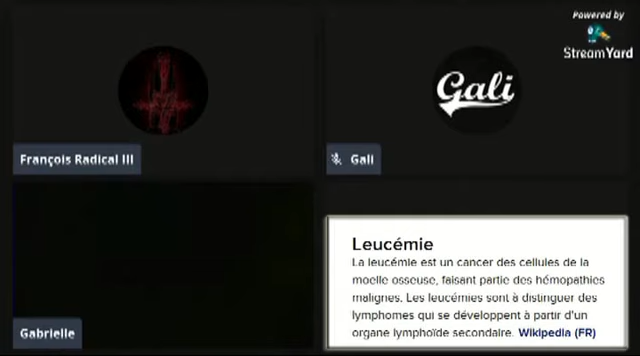 Powered by
StreamYard
Gali
François Radical III
Gali
Leucémie
La leucémie est un cancer des cellules de la
moelle osseuse, faisant partie des hémopathies
malignes. Les leucémies sont à distinguer des
lymphomes qui se développent à partir d'un
organe lymphoïde secondaire. Wikipedia (FR)
Gabrielle